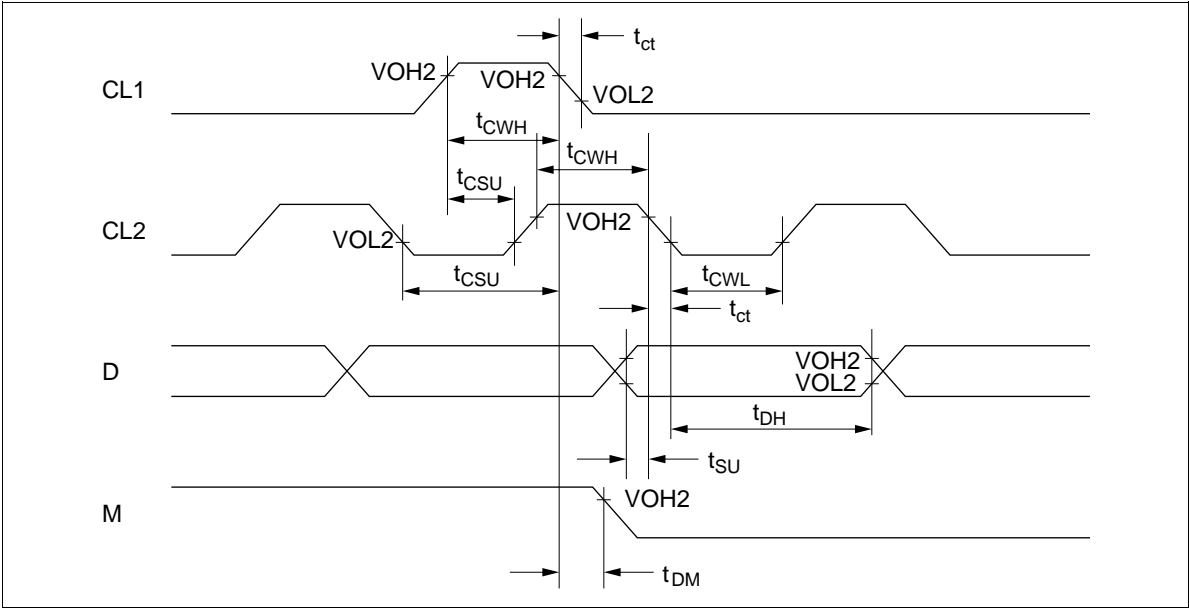 t_ct
VOH2 VOH2
CL1
VOL2
t_CWH
t_CWH
t_CSU
CL2
VOH2
VOL2
t_CSU
t_CWL
t_ct
VOH2
D
VOL2
t_DH
t_SU
VOH2
M
t_DM